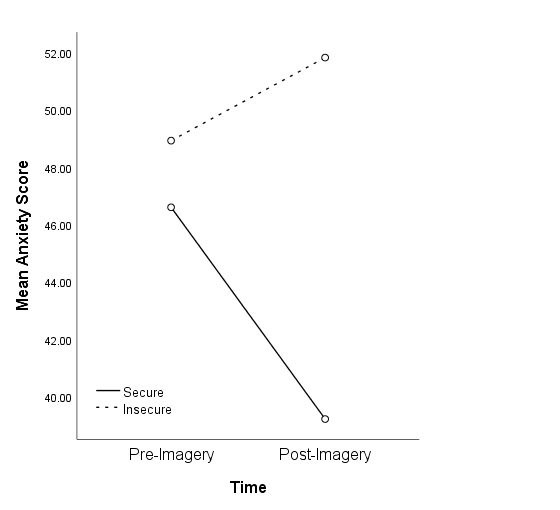 52.00
50.00
48.00
46.00
44.00
42.00
40.00
Mean Anxiety Score
Secure
Insecure
Pre-Imagery Post-Imagery
Time